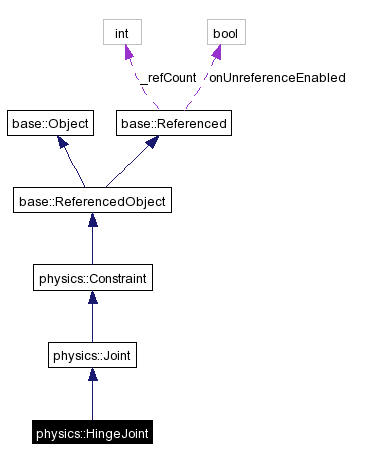 int
bool
_refCount
onUnreferenceEnabled
base::Object
base::Referenced
base::ReferencedObject
physics::Constraint
physics::Joint
physics::HingeJoint